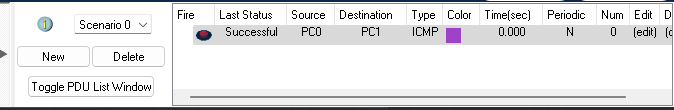 Fire Last Status Source Destination Type Color Time(sec) Periodic Num Edit D
1 Scenario 0 Successful PC0 PC1 ICMP 0.000 N 0 (edit)
New Delete
Toggle PDU List Window